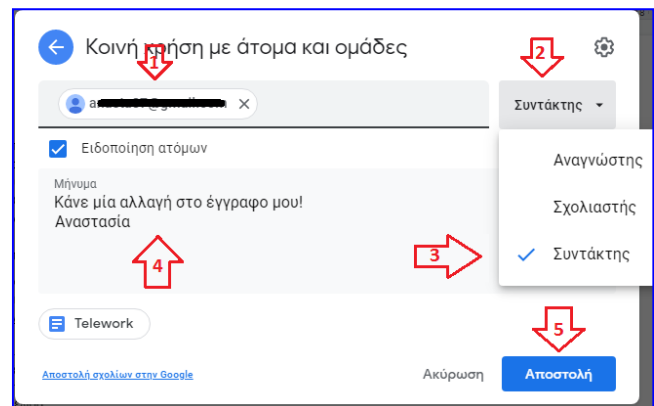 Κοινή χρήση με άτομα και ομάδες
1
2
Συντάκτης
Ειδοποίηση ατόμων
Αναγνώστης
Μήνυμα
Κάνε μία αλλαγή στο έγγραφο μου!
Αναστασία
Σχολιαστής
3
Συντάκτης
4
Telework
5
Αποστολή σχολίων στην Google
Ακύρωση
Αποστολή